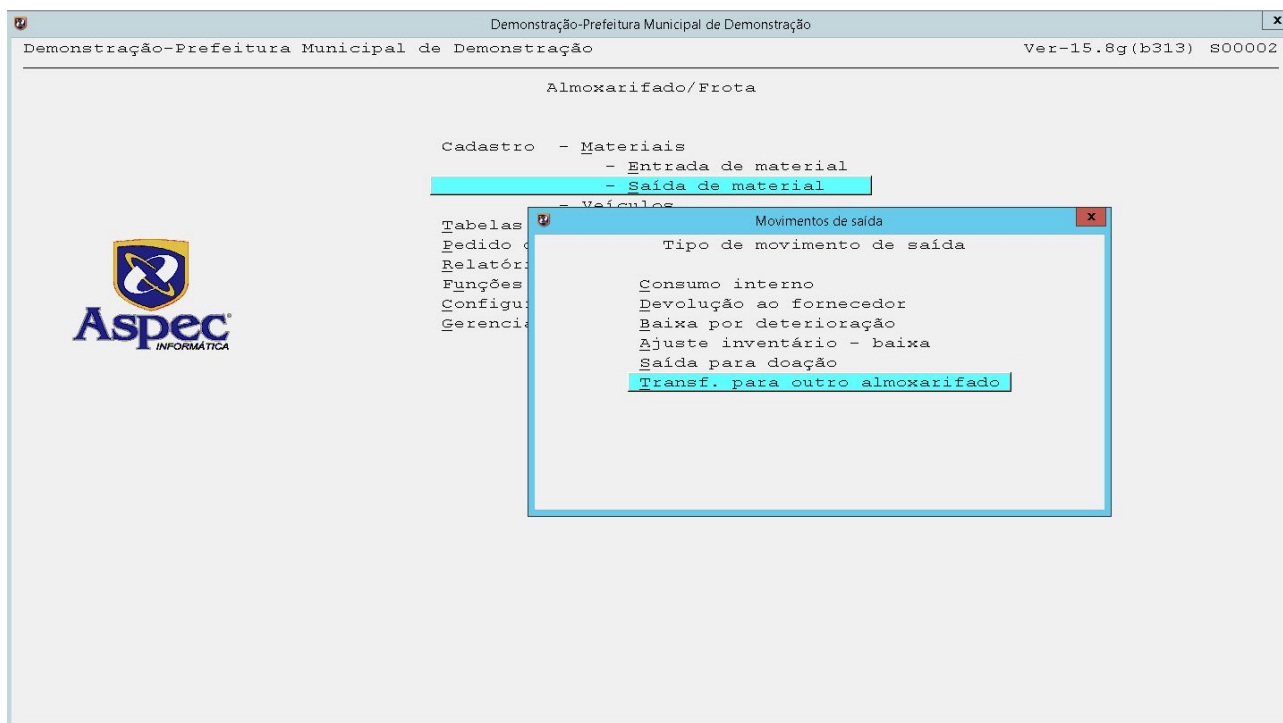 Demonstração-Prefeitura Municipal de Demonstração x
Demonstração-Prefeitura Municipal de Demonstração Ver-15.8g(b313) S00002
Almoxarifado/Frota
Cadastro - Materiais
- Entrada de material
- Saída de material
- Veículos
Tabelas
Pedido
Relatóri
Funções
Configu
Gerencia
Aspec
INFORMÁTICA
Movimentos de saída x
Tipo de movimento de saída
Consumo interno
Devolução ao fornecedor
Baixa por deterioração
Ajuste inventário - baixa
Saída para doação
Transf. para outro almoxarifado